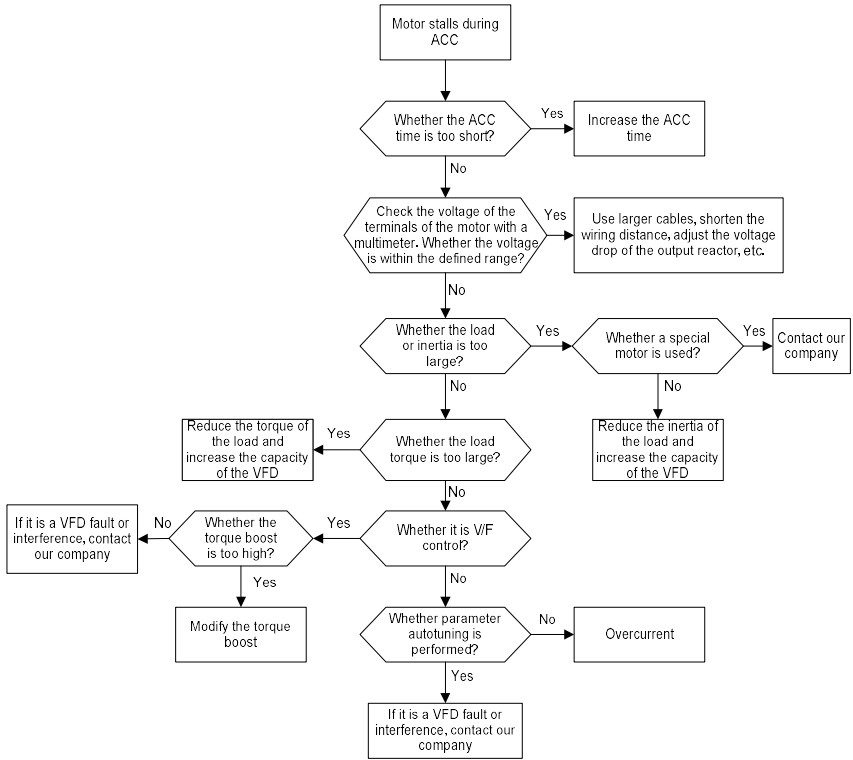 Motor stalls during
ACC
Whether the ACC
time is too short?
Yes
Increase the ACC
time
No
Check the voltage of the
terminals of the motor with a
multimeter. Whether the voltage
is within the defined range?
Yes
Use larger cables, shorten the
wiring distance, adjust the voltage
drop of the output reactor, etc.
No
Whether the load
or inertia is too
large?
Yes
Whether a special
motor is used?
Yes
Contact our
company
No
No
Reduce the torque of
the load and
increase the capacity
of the VFD
Yes
Whether the load
torque is too large?
Reduce the inertia of
the load and
increase the capacity
of the VFD
No
If it is a VFD fault or
interference, contact
our company
No
Whether the
torque boost
is too high?
Yes
Whether it is V/F
control?
Yes
No
Modify the torque
boost
Whether parameter
autotuning is
performed?
No
Overcurrent
Yes
If it is a VFD fault or
interference, contact our
company